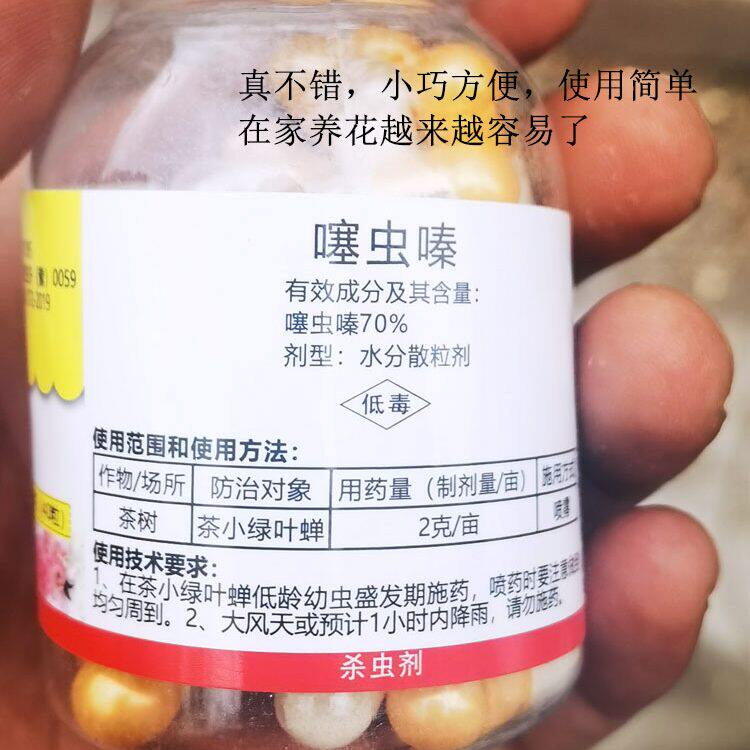 真不错，小巧方便，使用简单
在家养花越来越容易了
噻虫嗪
有效成分及其含量：
噻虫嗪70%
剂型：水分散粒剂
低毒
0059
-2019
使用范围和使用方法：
作物/场所 防治对象 用药量（制剂量/亩） 施用方式
茶树 茶小绿叶蝉 2克/亩 喷雾
使用技术要求：
1、在茶小绿叶蝉低龄幼虫盛发期施药，喷药时要注意
均匀周到。2、大风天或预计1小时内降雨，请勿施药。
杀虫剂